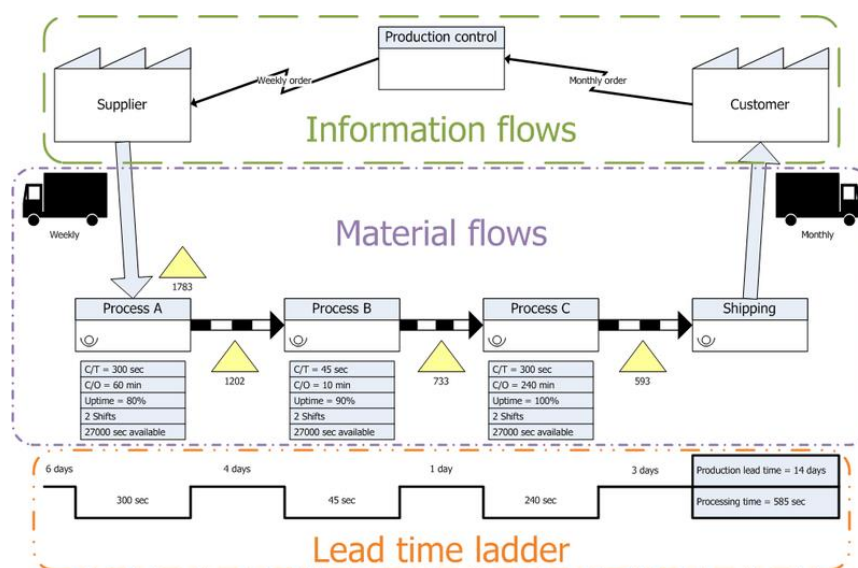 Production control
Supplier
Weekly order
Monthly order
Customer
Information flows
Weekly
Material flows
Monthly
1783
Process A
Process B
Process C
Shipping
1202
733
593
C/T = 300 sec
C/O = 60 min
Uptime = 80%
2 Shifts
27000 sec available
C/T = 45 sec
C/O = 10 min
Uptime = 90%
2 Shifts
27000 sec available
C/T = 300 sec
C/O = 240 min
Uptime = 100%
2 Shifts
27000 sec available
6 days
4 days
1 day
3 days
Production lead time = 14 days
300 sec
45 sec
240 sec
Processing time = 585 sec
Lead time ladder